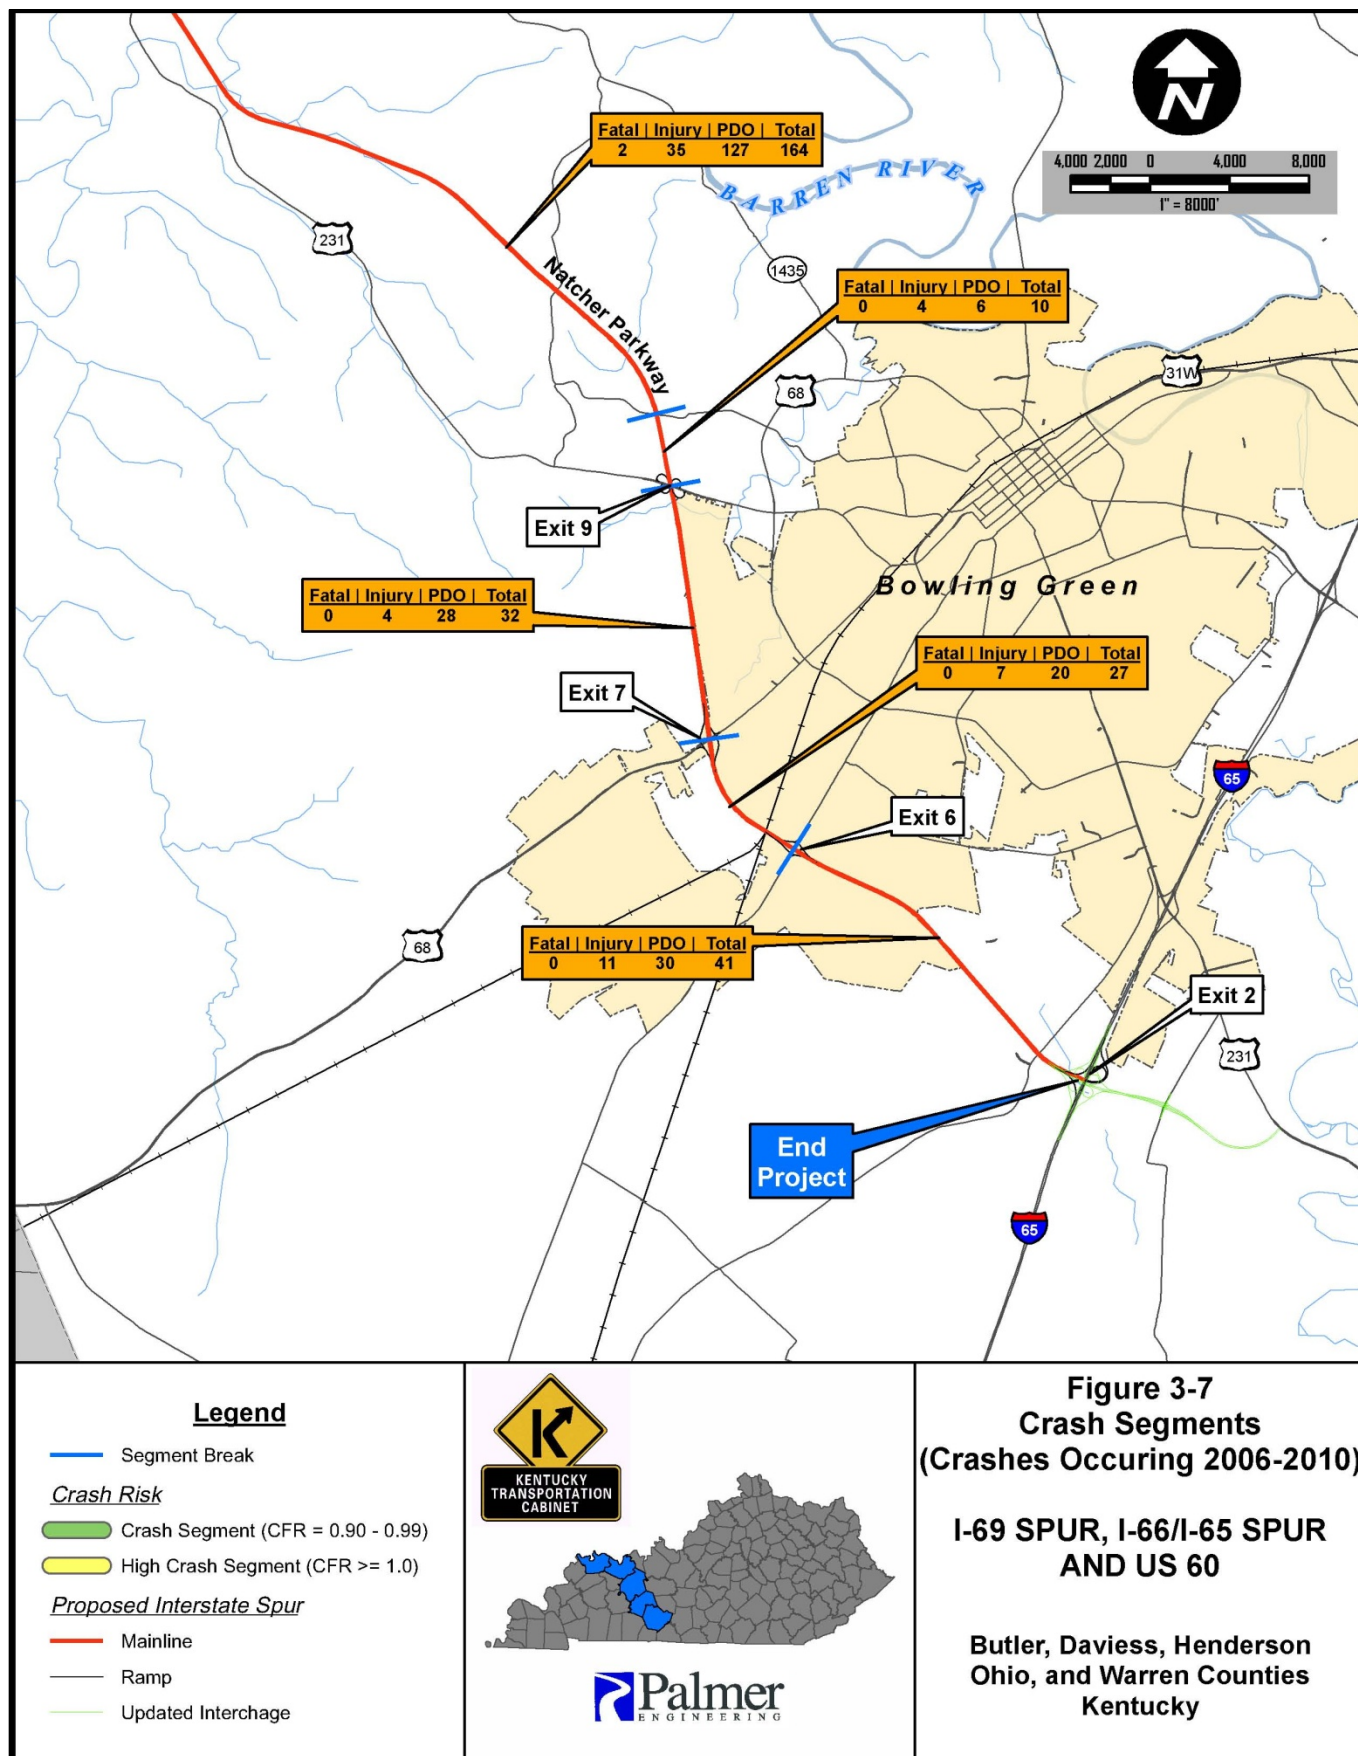 Fatal | Injury | PDO | Total
2 35 127 164
N
4,000 2,000 0 4,000 8,000
1" = 8000'
BARREN RIVER
231
1435
Natcher Parkway
Fatal | Injury | PDO | Total
0 4 6 10
31W
68
Exit 9
Bowling Green
Fatal | Injury | PDO | Total
0 4 28 32
Fatal | Injury | PDO | Total
0 7 20 27
Exit 7
65
Exit 6
68
Fatal | Injury | PDO | Total
0 11 30 41
Exit 2
231
End
Project
65
Legend
Segment Break
Crash Risk
Crash Segment (CFR = 0.90 - 0.99)
High Crash Segment (CFR >= 1.0)
Proposed Interstate Spur
Mainline
Ramp
Updated Interchage
KENTUCKY
TRANSPORTATION
CABINET
Palmer
ENGINEERING
Figure 3-7
Crash Segments
(Crashes Occuring 2006-2010)
I-69 SPUR, I-66/I-65 SPUR
AND US 60
Butler, Daviess, Henderson
Ohio, and Warren Counties
Kentucky